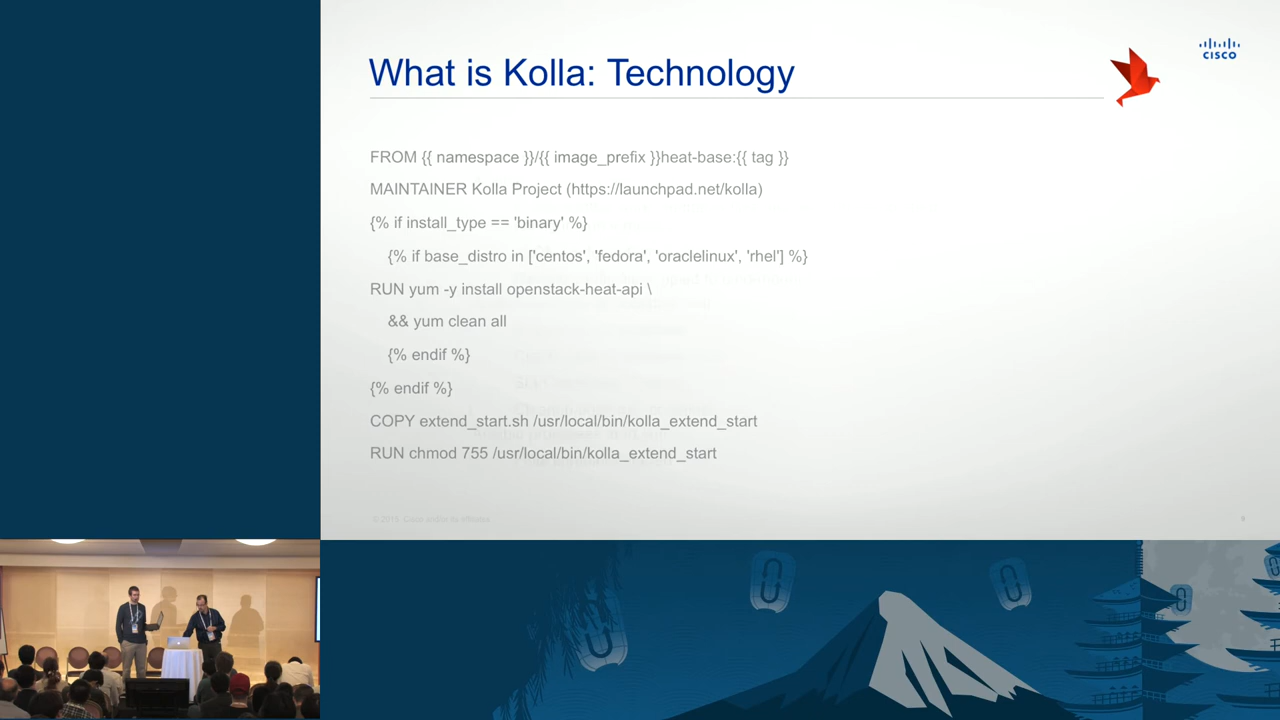 What is Kolla: Technology
CISCO
FROM {{ namespace }}/{{ image_prefix }}heat-base:{{ tag }}
MAINTAINER Kolla Project (https://launchpad.net/kolla)
{% if install_type == 'binary' %}
{% if base_distro in ['centos', 'fedora', 'oraclelinux', 'rhel'] %}
RUN yum -y install openstack-heat-api \
&& yum clean all
{% endif %}
{% endif %}
COPY extend_start.sh /usr/local/bin/kolla_extend_start
RUN chmod 755 /usr/local/bin/kolla_extend_start